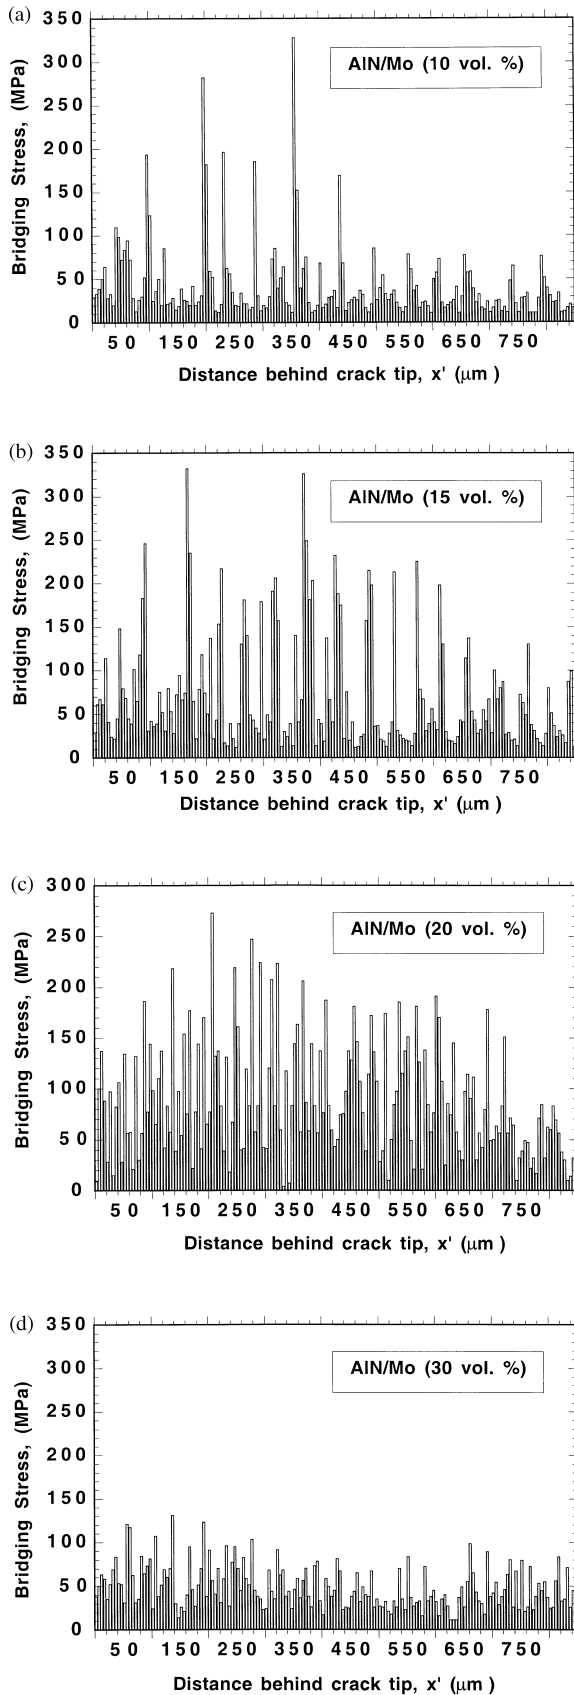 (a)
350
300
250
200
150
100
50
0
Bridging Stress, (MPa)
AlN/Mo (10 vol. %)
50 150 250 350 450 550 650 750
Distance behind crack tip, x' (μm )
(b)
350
300
250
200
150
100
50
0
Bridging Stress, (MPa)
AlN/Mo (15 vol. %)
50 150 250 350 450 550 650 750
Distance behind crack tip, x' (μm )
(c)
300
250
200
150
100
50
0
Bridging Stress, (MPa)
AlN/Mo (20 vol. %)
50 150 250 350 450 550 650 750
Distance behind crack tip, x' (μm )
(d)
350
300
250
200
150
100
50
0
Bridging Stress, (MPa)
AlN/Mo (30 vol. %)
50 150 250 350 450 550 650 750
Distance behind crack tip, x' (μm )